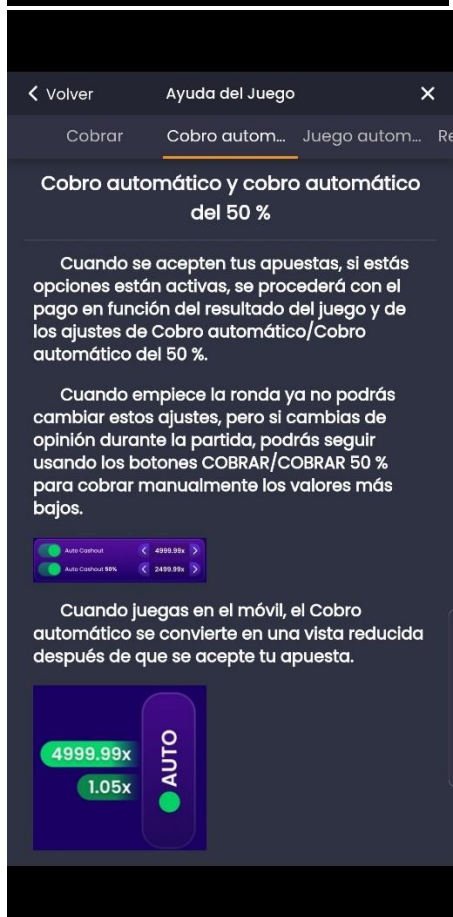 Volver
Ayuda del Juego
Cobrar
Cobro autom...
Juego autom...
Re
Cobro automático y cobro automático
del 50 %
Cuando se acepten tus apuestas, si estás
opciones están activas, se procederá con el
pago en función del resultado del juego y de
los ajustes de Cobro automático/Cobro
automático del 50 %.
Cuando empiece la ronda ya no podrás
cambiar estos ajustes, pero si cambias de
opinión durante la partida, podrás seguir
usando los botones COBRAR/COBRAR 50 %
para cobrar manualmente los valores más
bajos.
Auto Cashout
4999.99x
Auto Cashout 50%
2499.99x
Cuando juegas en el móvil, el Cobro
automático se convierte en una vista reducida
después de que se acepte tu apuesta.
4999.99x
1.05x
AUTO